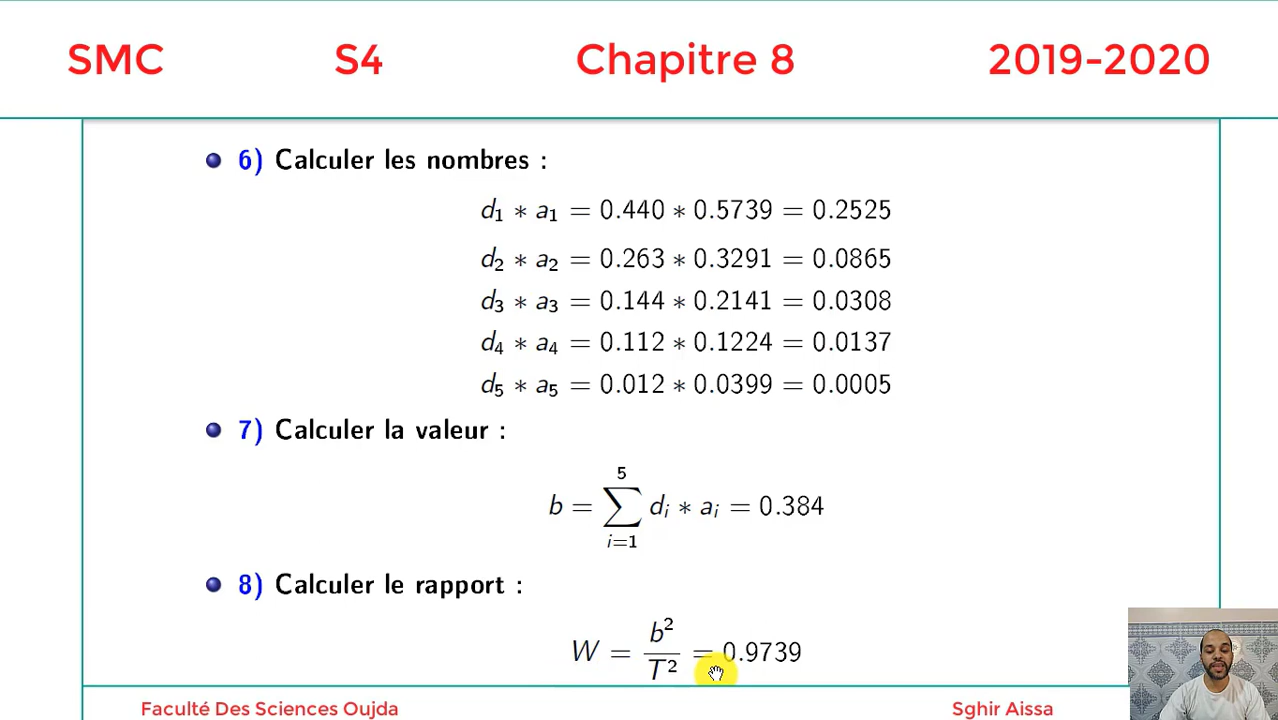 SMC S4 Chapitre 8 2019-2020
6) Calculer les nombres :
d₁ ∗ a₁ = 0.440 ∗ 0.5739 = 0.2525
d₂ ∗ a₂ = 0.263 ∗ 0.3291 = 0.0865
d₃ ∗ a₃ = 0.144 ∗ 0.2141 = 0.0308
d₄ ∗ a₄ = 0.112 ∗ 0.1224 = 0.0137
d₅ ∗ a₅ = 0.012 ∗ 0.0399 = 0.0005
7) Calculer la valeur :
b = ∑_{i=1}^{5} dᵢ ∗ aᵢ = 0.384
8) Calculer le rapport :
W = b²/T² = 0.9739
Faculté Des Sciences Oujda Sghir Aissa